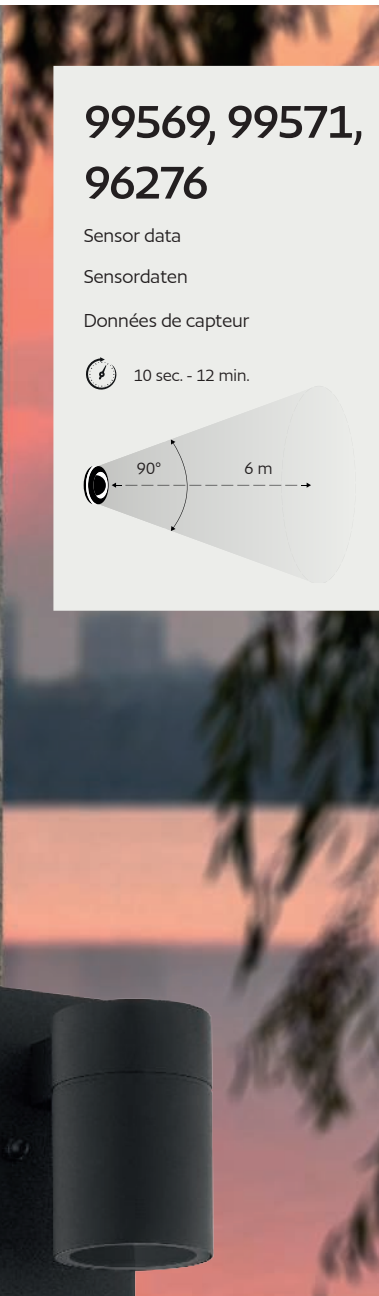 99569, 99571,
96276
Sensor data
Sensordaten
Données de capteur
10 sec. - 12 min.
90° 6 m